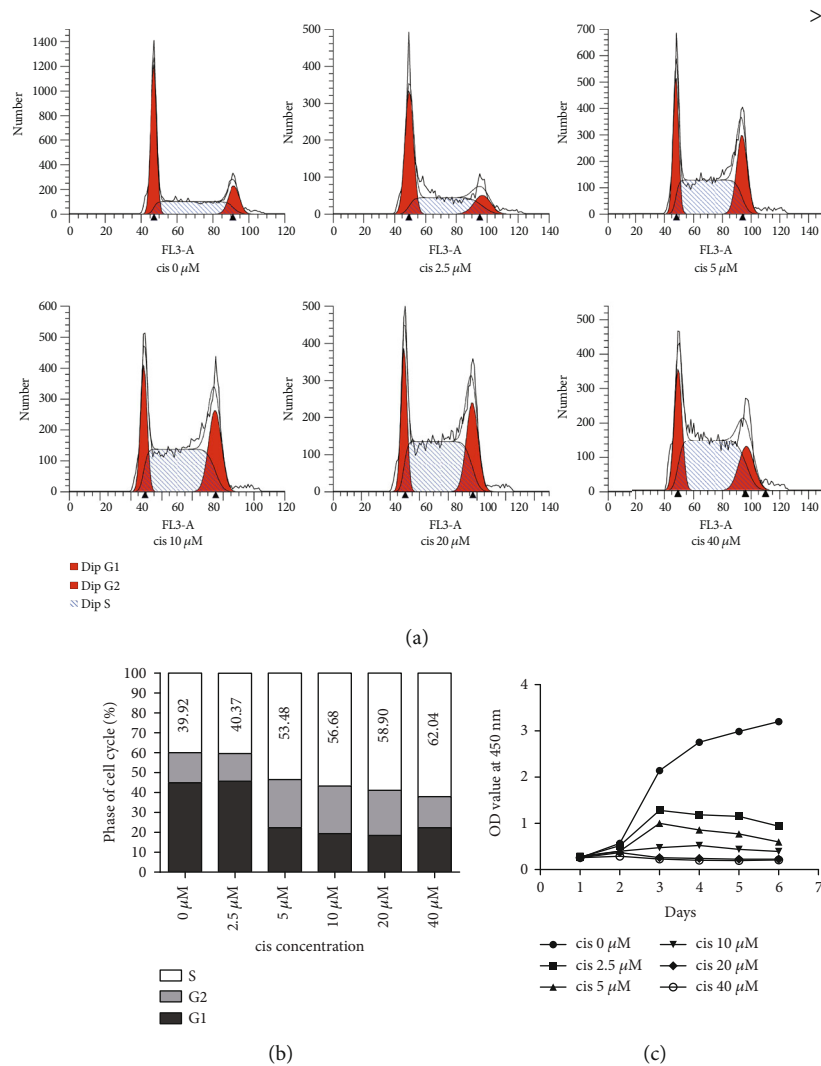 >
1400
1200
1000
800
600
400
200
0
Number
0 20 40 60 80 100 120
FL3-A
cis 0 μM
500
400
300
200
100
0
Number
0 20 40 60 80 100 120 140
FL3-A
cis 2.5 μM
700
600
500
400
300
200
100
0
Number
0 20 40 60 80 100 120 140
FL3-A
cis 5 μM
600
500
400
300
200
100
0
Number
0 20 40 60 80 100 120
FL3-A
cis 10 μM
500
400
300
200
100
0
Number
0 20 40 60 80 100 120 140
FL3-A
cis 20 μM
500
400
300
200
100
0
Number
0 20 40 60 80 100 120 140
FL3-A
cis 40 μM
Dip G1
Dip G2
Dip S
(a)
100
90
80
70
60
50
40
30
20
10
0
Phase of cell cycle (%)
39.92
40.37
53.48
56.68
58.90
62.04
0 μM
2.5 μM
5 μM
10 μM
20 μM
40 μM
cis concentration
S
G2
G1
(b)
4
3
2
1
0
OD value at 450 nm
0 1 2 3 4 5 6 7
Days
cis 0 μM
cis 2.5 μM
cis 5 μM
cis 10 μM
cis 20 μM
cis 40 μM
(c)